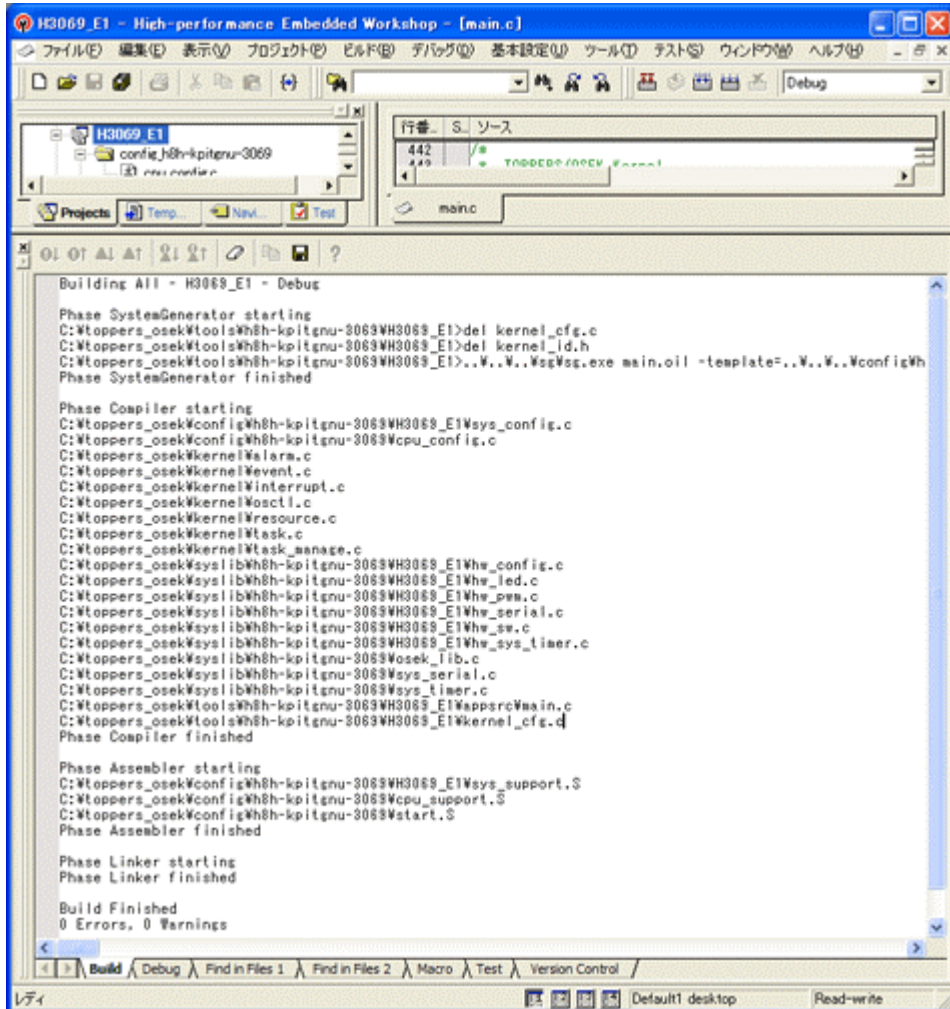 H3069_E1 - High-performance Embedded Workshop - [main.c]
ファイル(F) 編集(E) 表示(V) プロジェクト(P) ビルド(B) デバッグ(D) 基本設定(U) ツール(T) テスト(S) ウィンドウ(W) ヘルプ(H)
Debug
H3069_E1
config_h8h-kpitgnu-3069
cpu_config.c
行番... S... ソース
442 /*
443 * TOPPERS/OSEK Kernel
Projects Temp... Navi... Test
main.c
Building All - H3069_E1 - Debug
Phase SystemGenerator starting
C:¥toppers_osek¥tools¥h8h-kpitgnu-3069¥H3069_E1>del kernel_cfg.c
C:¥toppers_osek¥tools¥h8h-kpitgnu-3069¥H3069_E1>del kernel_id.h
C:¥toppers_osek¥tools¥h8h-kpitgnu-3069¥H3069_E1>..¥..¥..¥sg¥sg.exe main.oil -template=..¥..¥..¥config¥h
Phase SystemGenerator finished
Phase Compiler starting
C:¥toppers_osek¥config¥h8h-kpitgnu-3069¥H3069_E1¥sys_config.c
C:¥toppers_osek¥config¥h8h-kpitgnu-3069¥cpu_config.c
C:¥toppers_osek¥kernel¥alarm.c
C:¥toppers_osek¥kernel¥event.c
C:¥toppers_osek¥kernel¥interrupt.c
C:¥toppers_osek¥kernel¥osctl.c
C:¥toppers_osek¥kernel¥resource.c
C:¥toppers_osek¥kernel¥task.c
C:¥toppers_osek¥kernel¥task_manage.c
C:¥toppers_osek¥syslib¥h8h-kpitgnu-3069¥H3069_E1¥hw_config.c
C:¥toppers_osek¥syslib¥h8h-kpitgnu-3069¥H3069_E1¥hw_led.c
C:¥toppers_osek¥syslib¥h8h-kpitgnu-3069¥H3069_E1¥hw_pwm.c
C:¥toppers_osek¥syslib¥h8h-kpitgnu-3069¥H3069_E1¥hw_serial.c
C:¥toppers_osek¥syslib¥h8h-kpitgnu-3069¥H3069_E1¥hw_sw.c
C:¥toppers_osek¥syslib¥h8h-kpitgnu-3069¥H3069_E1¥hw_sys_timer.c
C:¥toppers_osek¥syslib¥h8h-kpitgnu-3069¥osek_lib.c
C:¥toppers_osek¥syslib¥h8h-kpitgnu-3069¥sys_serial.c
C:¥toppers_osek¥syslib¥h8h-kpitgnu-3069¥sys_timer.c
C:¥toppers_osek¥tools¥h8h-kpitgnu-3069¥H3069_E1¥appsrc¥main.c
C:¥toppers_osek¥tools¥h8h-kpitgnu-3069¥H3069_E1¥kernel_cfg.c
Phase Compiler finished
Phase Assembler starting
C:¥toppers_osek¥config¥h8h-kpitgnu-3069¥H3069_E1¥sys_support.S
C:¥toppers_osek¥config¥h8h-kpitgnu-3069¥cpu_support.S
C:¥toppers_osek¥config¥h8h-kpitgnu-3069¥start.S
Phase Assembler finished
Phase Linker starting
Phase Linker finished
Build Finished
0 Errors, 0 Warnings
Build Debug Find in Files 1 Find in Files 2 Macro Test Version Control
レディ Default1 desktop Read-write